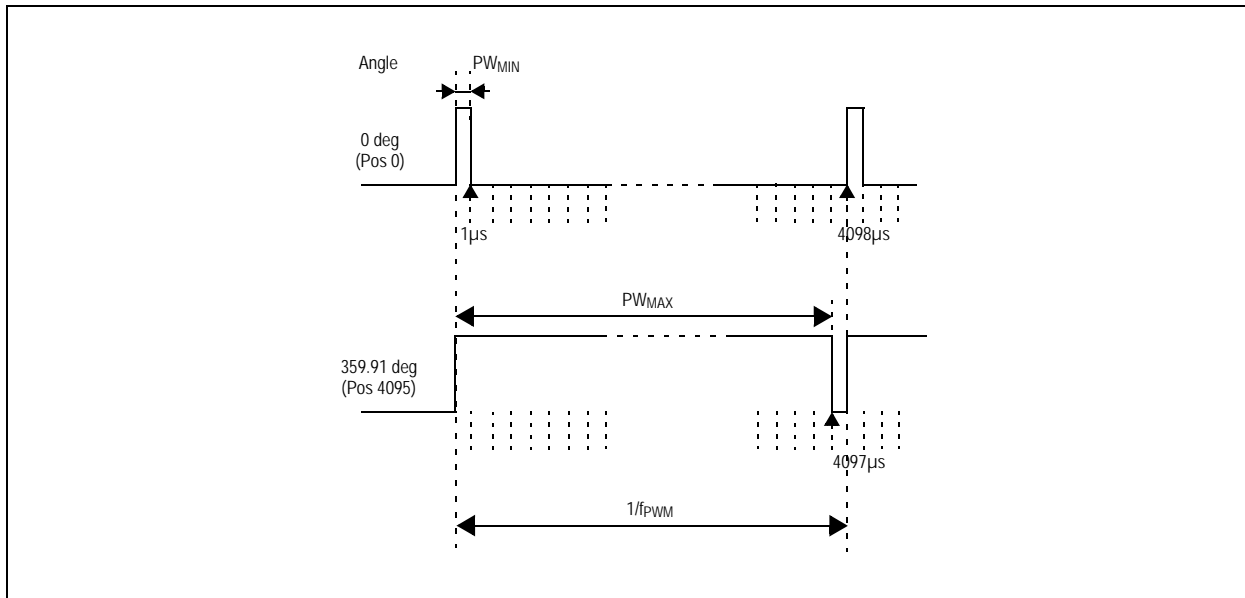 Angle
PWMIN
0 deg
(Pos 0)
1µs
4098µs
PWMAX
359.91 deg
(Pos 4095)
4097µs
1/fPWM